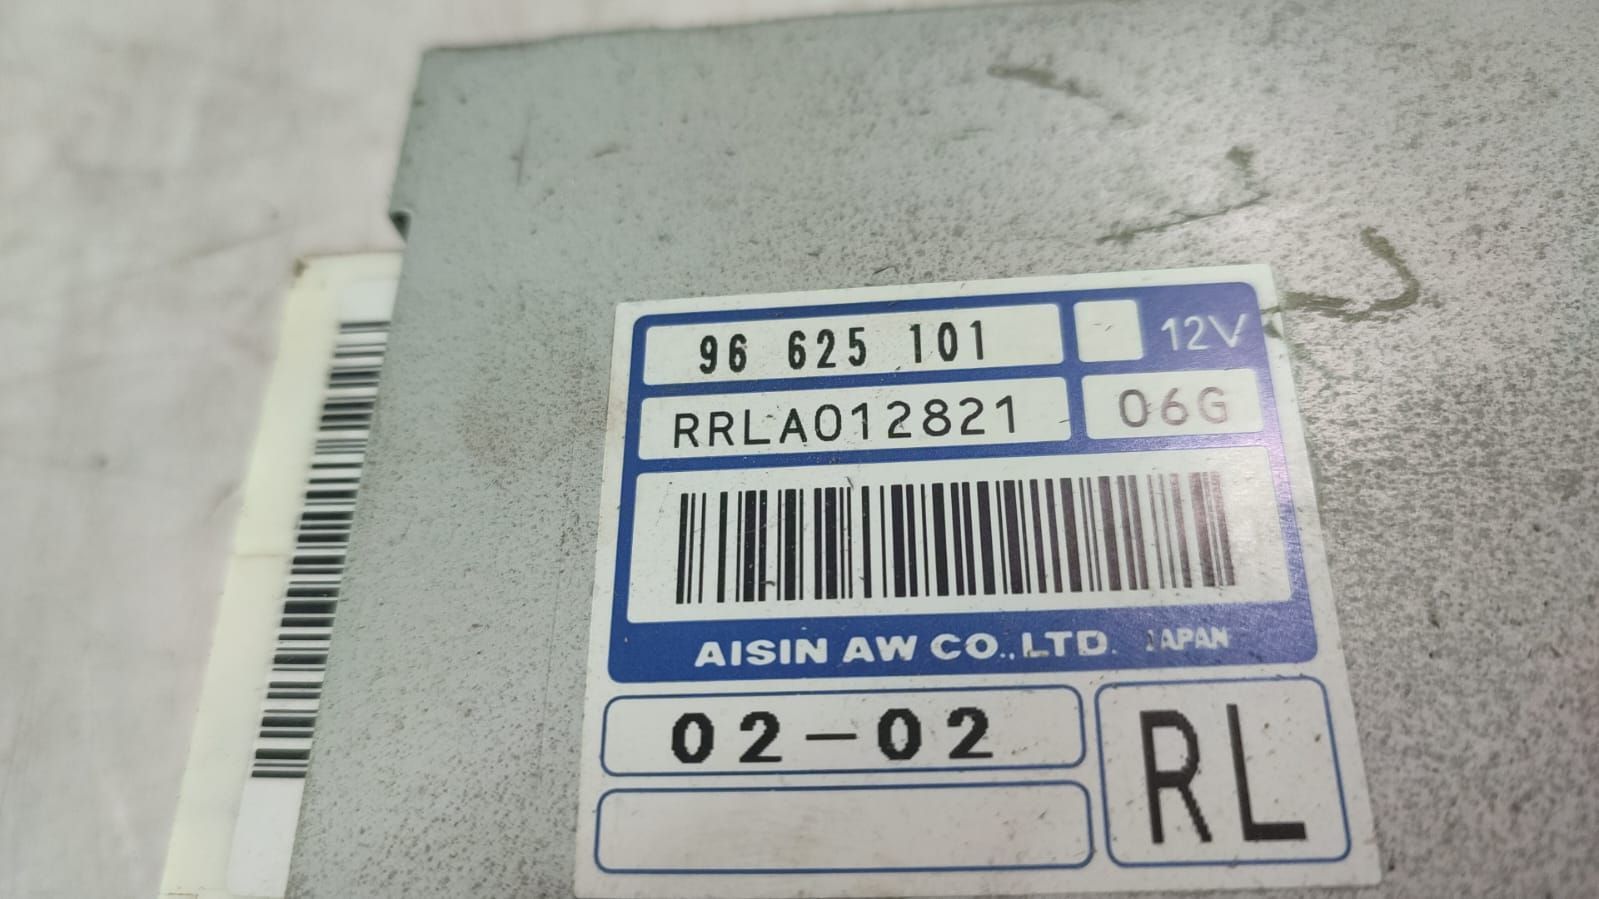 96 625 101
12V
RRLA012821
06G
AISIN AW CO.,LTD. JAPAN
02-02
RL